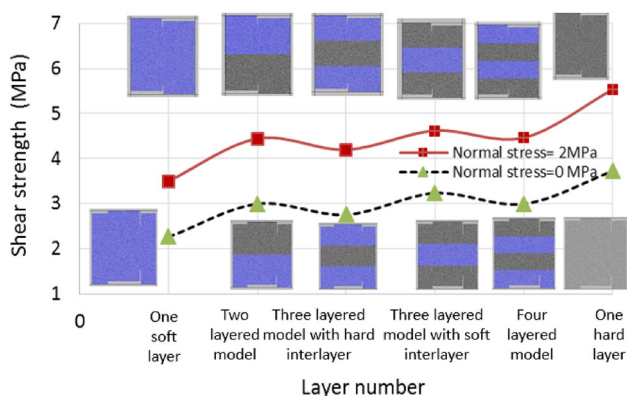 7
6
5
4
3
2
1
Shear strength (MPa)
Normal stress= 2MPa
Normal stress=0 MPa
0
One
soft
layer
Two
layered
model
Three layered
model with hard
interlayer
Three layered
model with soft
interlayer
Four
layered
model
One
hard
layer
Layer number